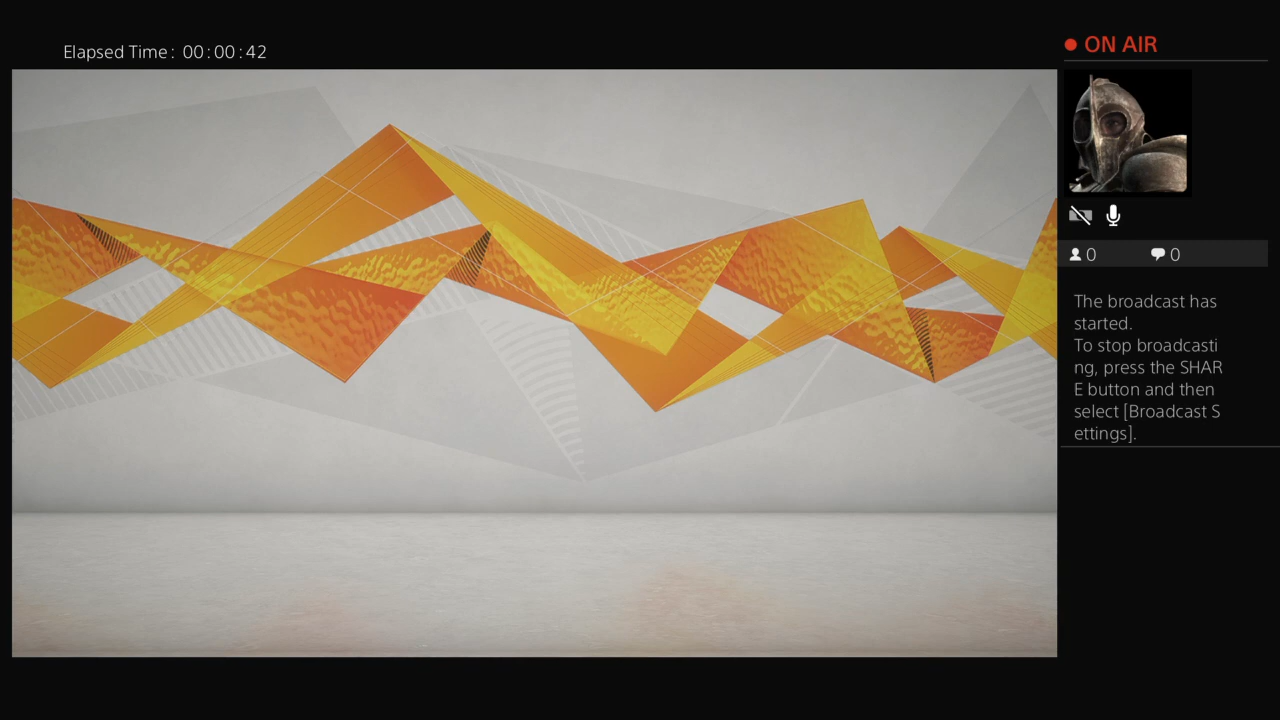 Elapsed Time: 00:00:42
ON AIR
0 0
The broadcast has
started.
To stop broadcasti
ng, press the SHAR
E button and then
select [Broadcast S
ettings].